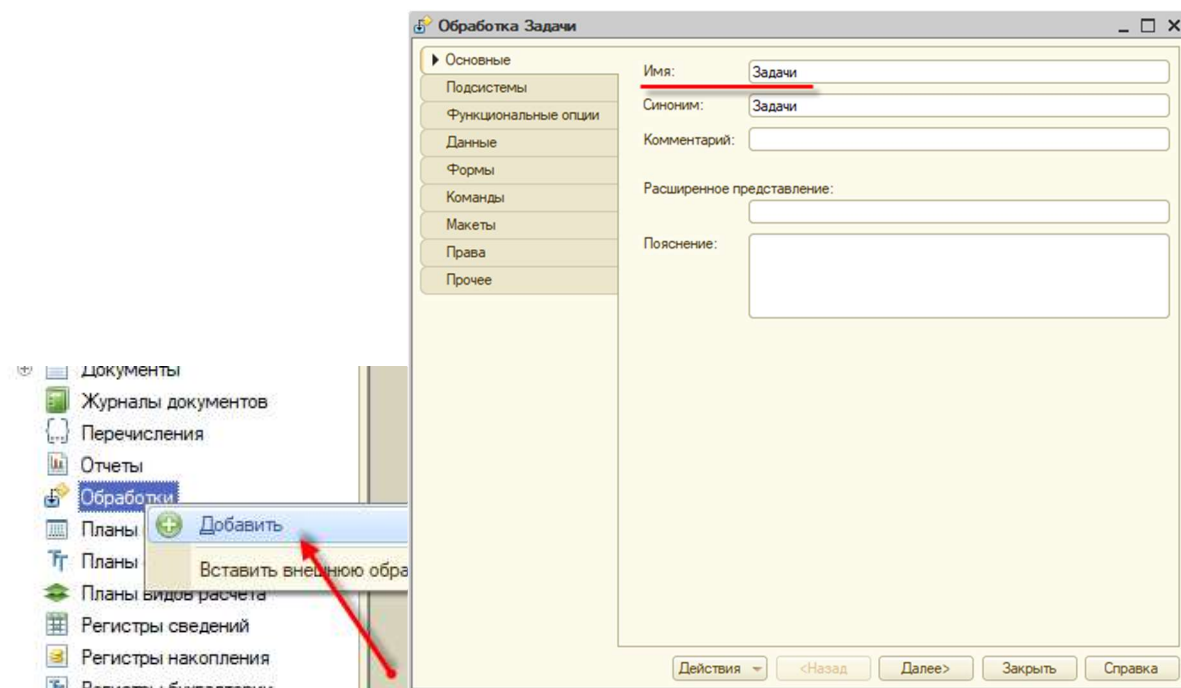 Обработка Задачи
Основные
Подсистемы
Функциональные опции
Данные
Формы
Команды
Макеты
Права
Прочее
Имя: Задачи
Синоним: Задачи
Комментарий:
Расширенное представление:
Пояснение:
Документы
Журналы документов
Перечисления
Отчеты
Обработки
Добавить
Планы
Вставить внешнюю обра
Планы
Планы видов расчета
Регистры сведений
Регистры накопления
Регистры бухгалтерии
Действия <Назад Далее> Закрыть Справка